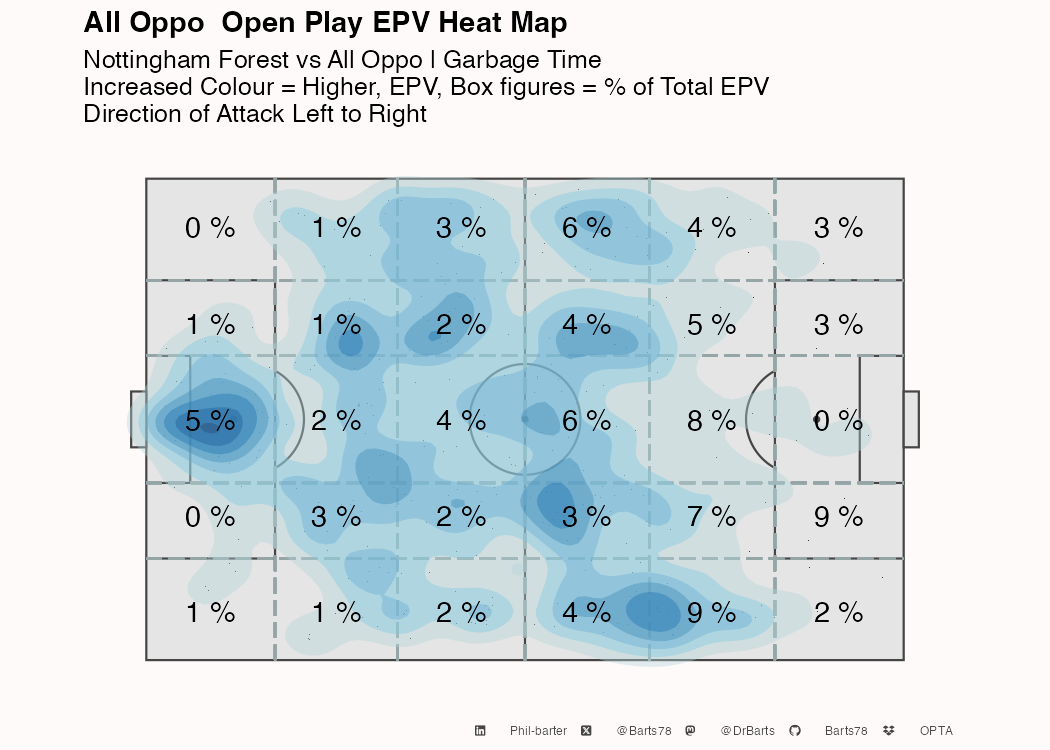 All Oppo  Open Play EPV Heat Map
Nottingham Forest vs All Oppo | Garbage Time
Increased Colour = Higher, EPV, Box figures = % of Total EPV
Direction of Attack Left to Right
0 % 1 % 3 % 6 % 4 % 3 %
1 % 1 % 2 % 4 % 5 % 3 %
5 % 2 % 4 % 6 % 8 % 0 %
0 % 3 % 2 % 3 % 7 % 9 %
1 % 1 % 2 % 4 % 9 % 2 %
Phil-barter @Barts78 @DrBarts Barts78 OPTA